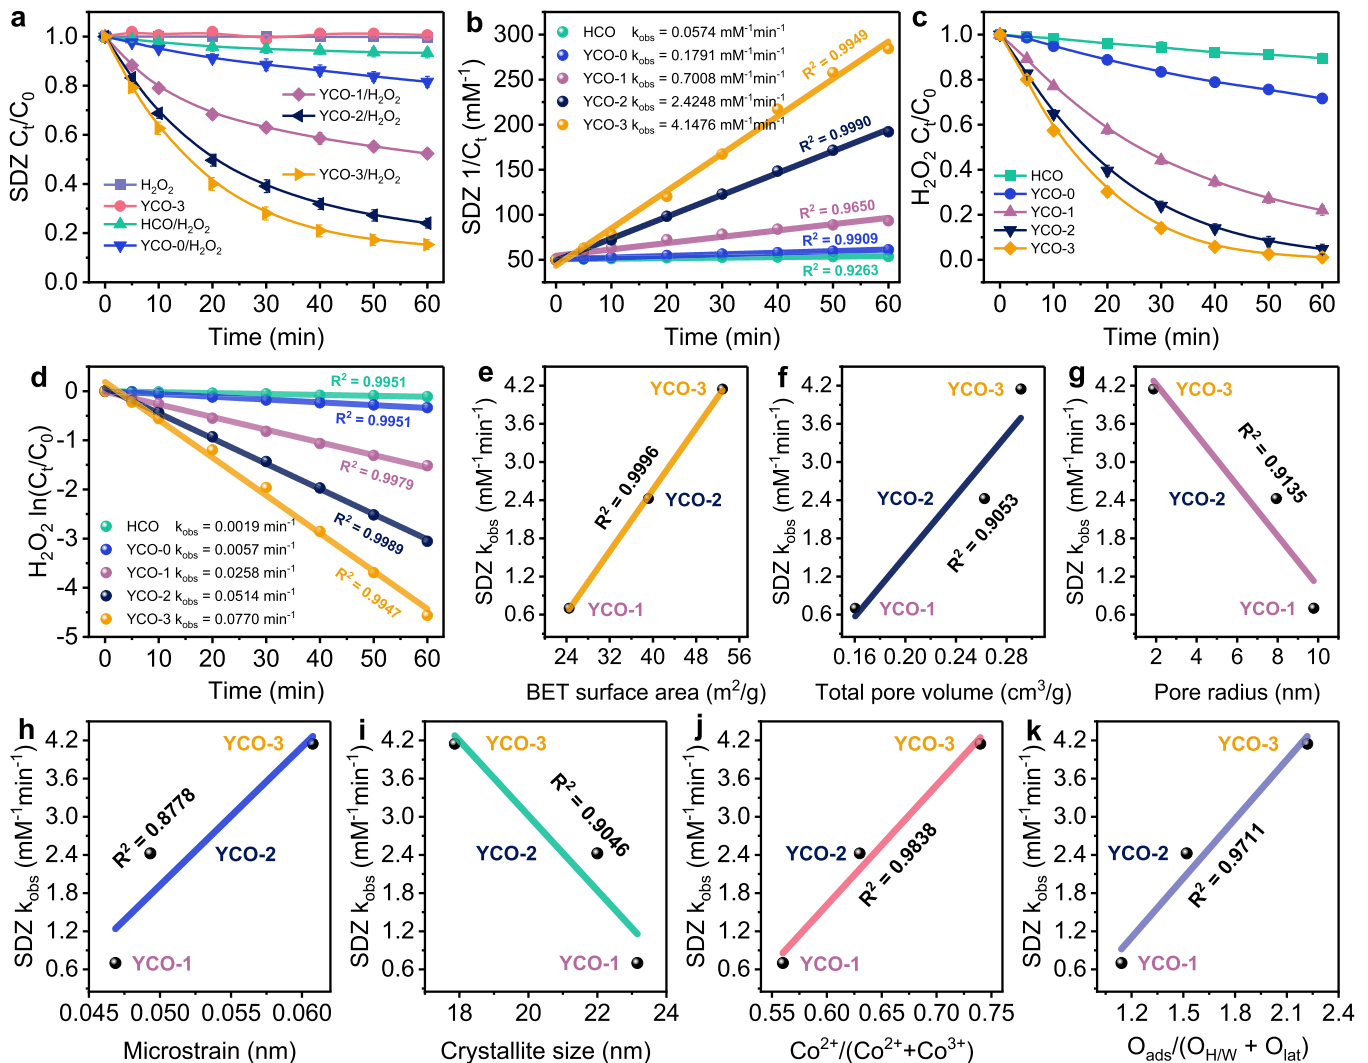 a
SDZ Cₜ/C₀
1.0
0.8
0.6
0.4
0.2
0.0
YCO-1/H₂O₂
YCO-2/H₂O₂
YCO-3/H₂O₂
H₂O₂
YCO-3
HCO/H₂O₂
YCO-0/H₂O₂
0 10 20 30 40 50 60
Time (min)
b
SDZ 1/Cₜ (mM⁻¹)
300
250
200
150
100
50
HCO k_obs = 0.0574 mM⁻¹min⁻¹
YCO-0 k_obs = 0.1791 mM⁻¹min⁻¹
YCO-1 k_obs = 0.7008 mM⁻¹min⁻¹
YCO-2 k_obs = 2.4248 mM⁻¹min⁻¹
YCO-3 k_obs = 4.1476 mM⁻¹min⁻¹
R² = 0.9949
R² = 0.9990
R² = 0.9650
R² = 0.9909
R² = 0.9263
0 10 20 30 40 50 60
Time (min)
c
H₂O₂ Cₜ/C₀
1.0
0.8
0.6
0.4
0.2
0.0
HCO
YCO-0
YCO-1
YCO-2
YCO-3
0 10 20 30 40 50 60
Time (min)
d
H₂O₂ ln(Cₜ/C₀)
0
-1
-2
-3
-4
-5
R² = 0.9951
R² = 0.9951
R² = 0.9979
R² = 0.9989
R² = 0.9947
HCO k_obs = 0.0019 min⁻¹
YCO-0 k_obs = 0.0057 min⁻¹
YCO-1 k_obs = 0.0258 min⁻¹
YCO-2 k_obs = 0.0514 min⁻¹
YCO-3 k_obs = 0.0770 min⁻¹
0 10 20 30 40 50 60
Time (min)
e
SDZ k_obs (mM⁻¹min⁻¹)
4.2
3.6
3.0
2.4
1.8
1.2
0.6
YCO-3
R² = 0.9996
YCO-2
YCO-1
24 32 40 48 56
BET surface area (m²/g)
f
SDZ k_obs (mM⁻¹min⁻¹)
4.2
3.6
3.0
2.4
1.8
1.2
0.6
YCO-3
YCO-2
R² = 0.9053
YCO-1
0.16 0.20 0.24 0.28
Total pore volume (cm³/g)
g
SDZ k_obs (mM⁻¹min⁻¹)
4.2
3.6
3.0
2.4
1.8
1.2
0.6
YCO-3
R² = 0.9135
YCO-2
YCO-1
2 4 6 8 10
Pore radius (nm)
h
SDZ k_obs (mM⁻¹min⁻¹)
4.2
3.6
3.0
2.4
1.8
1.2
0.6
YCO-3
R² = 0.8778
YCO-2
YCO-1
0.045 0.050 0.055 0.060
Microstrain (nm)
i
SDZ k_obs (mM⁻¹min⁻¹)
4.2
3.6
3.0
2.4
1.8
1.2
0.6
YCO-3
R² = 0.9046
YCO-2
YCO-1
18 20 22 24
Crystallite size (nm)
j
SDZ k_obs (mM⁻¹min⁻¹)
4.2
3.6
3.0
2.4
1.8
1.2
0.6
YCO-3
YCO-2
R² = 0.9838
YCO-1
0.55 0.60 0.65 0.70 0.75
Co²⁺/(Co²⁺+Co³⁺)
k
SDZ k_obs (mM⁻¹min⁻¹)
4.2
3.6
3.0
2.4
1.8
1.2
0.6
YCO-3
YCO-2
R² = 0.9711
YCO-1
1.2 1.5 1.8 2.1 2.4
O_ads/(O_H/W + O_lat)